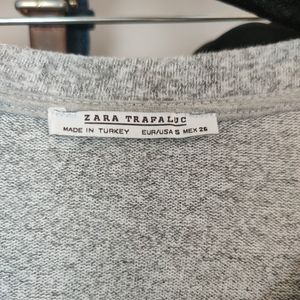 ZARA TRAFALUC
MADE IN TURKEY EUR/USA S MEX 26